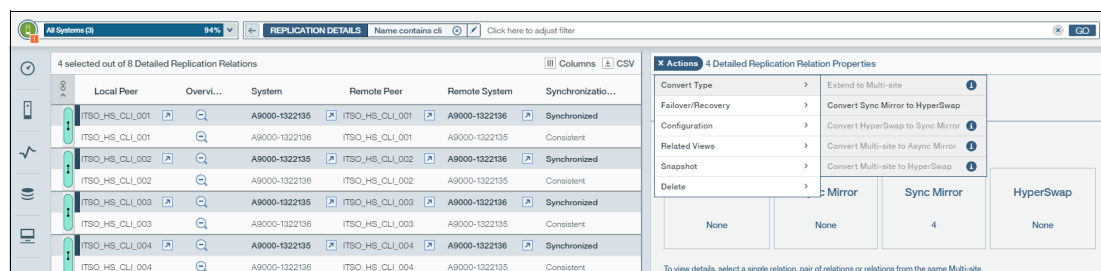 All Systems (3) 94% REPLICATION DETAILS Name contains cli Click here to adjust filter GO
4 selected out of 8 Detailed Replication Relations Columns CSV
Local Peer Overvi... System Remote Peer Remote System Synchronizatio...
ITSO_HS_CLI_001 A9000-1322135 ITSO_HS_CLI_001 A9000-1322136 Synchronized
ITSO_HS_CLI_001 A9000-1322136 ITSO_HS_CLI_001 A9000-1322135 Consistent
ITSO_HS_CLI_002 A9000-1322135 ITSO_HS_CLI_002 A9000-1322136 Synchronized
ITSO_HS_CLI_002 A9000-1322136 ITSO_HS_CLI_002 A9000-1322135 Consistent
ITSO_HS_CLI_003 A9000-1322135 ITSO_HS_CLI_003 A9000-1322136 Synchronized
ITSO_HS_CLI_003 A9000-1322136 ITSO_HS_CLI_003 A9000-1322135 Consistent
ITSO_HS_CLI_004 A9000-1322135 ITSO_HS_CLI_004 A9000-1322136 Synchronized
ITSO_HS_CLI_004 A9000-1322136 ITSO_HS_CLI_004 A9000-1322135 Consistent
Actions 4 Detailed Replication Relation Properties
Convert Type
Failover/Recovery
Configuration
Related Views
Snapshot
Delete
Extend to Multi-site
Convert Sync Mirror to HyperSwap
Convert HyperSwap to Sync Mirror
Convert Multi-site to Async Mirror
Convert Multi-site to HyperSwap
c Mirror Sync Mirror HyperSwap
None None 4 None
To view details, select a single relation, pair of relations or relations from the same Multi-site